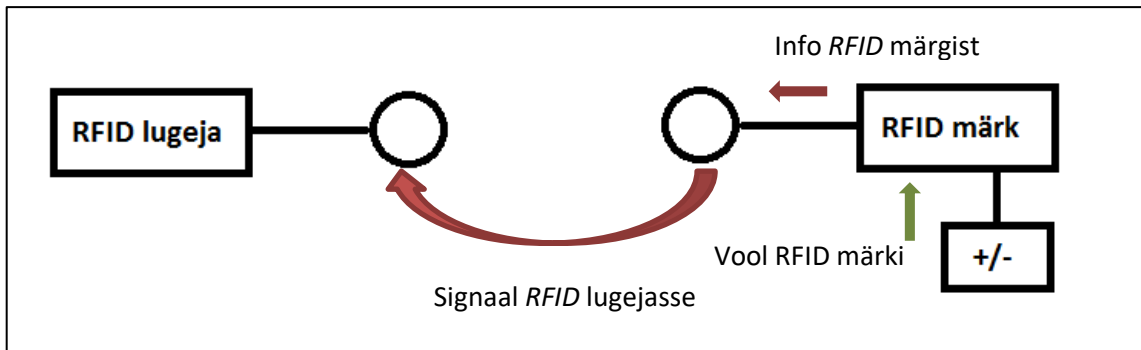 Info RFID märgist
RFID lugeja
RFID märk
Vool RFID märki
+/-
Signaal RFID lugejasse